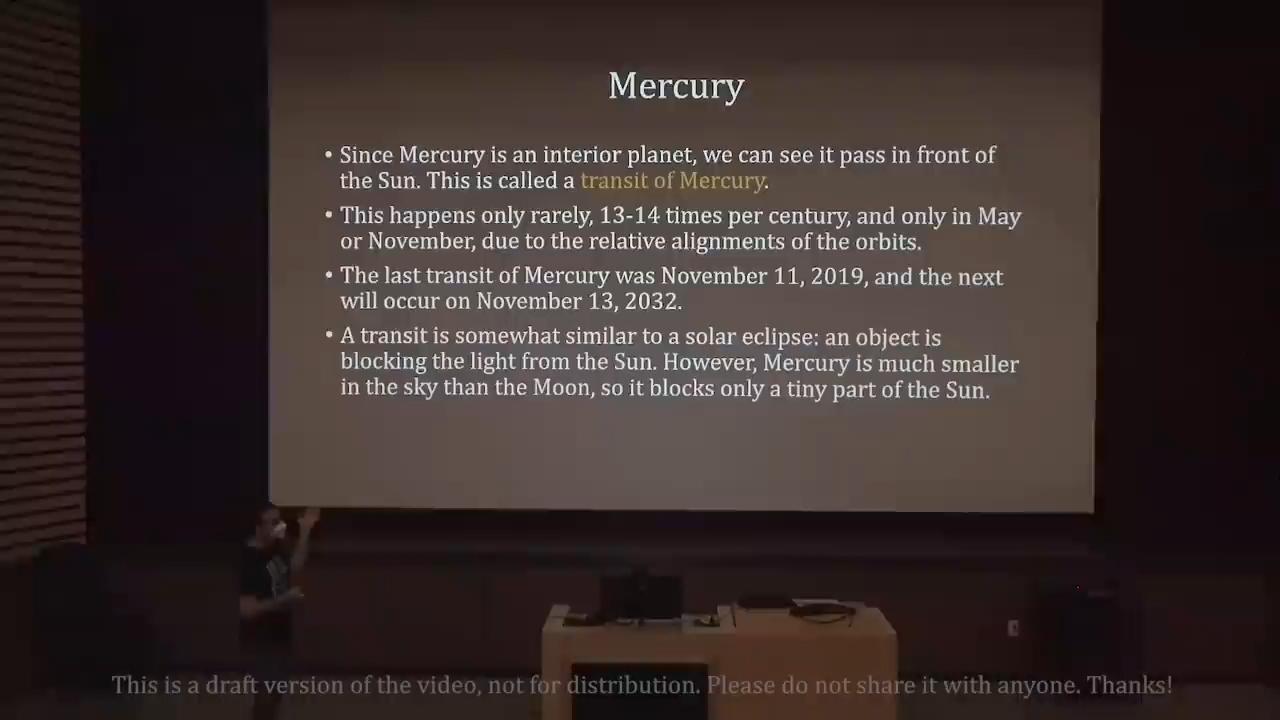 Mercury
• Since Mercury is an interior planet, we can see it pass in front of
the Sun. This is called a transit of Mercury.
• This happens only rarely, 13-14 times per century, and only in May
or November, due to the relative alignments of the orbits.
• The last transit of Mercury was November 11, 2019, and the next
will occur on November 13, 2032.
• A transit is somewhat similar to a solar eclipse: an object is
blocking the light from the Sun. However, Mercury is much smaller
in the sky than the Moon, so it blocks only a tiny part of the Sun.
This is a draft version of the video, not for distribution. Please do not share it with anyone. Thanks!